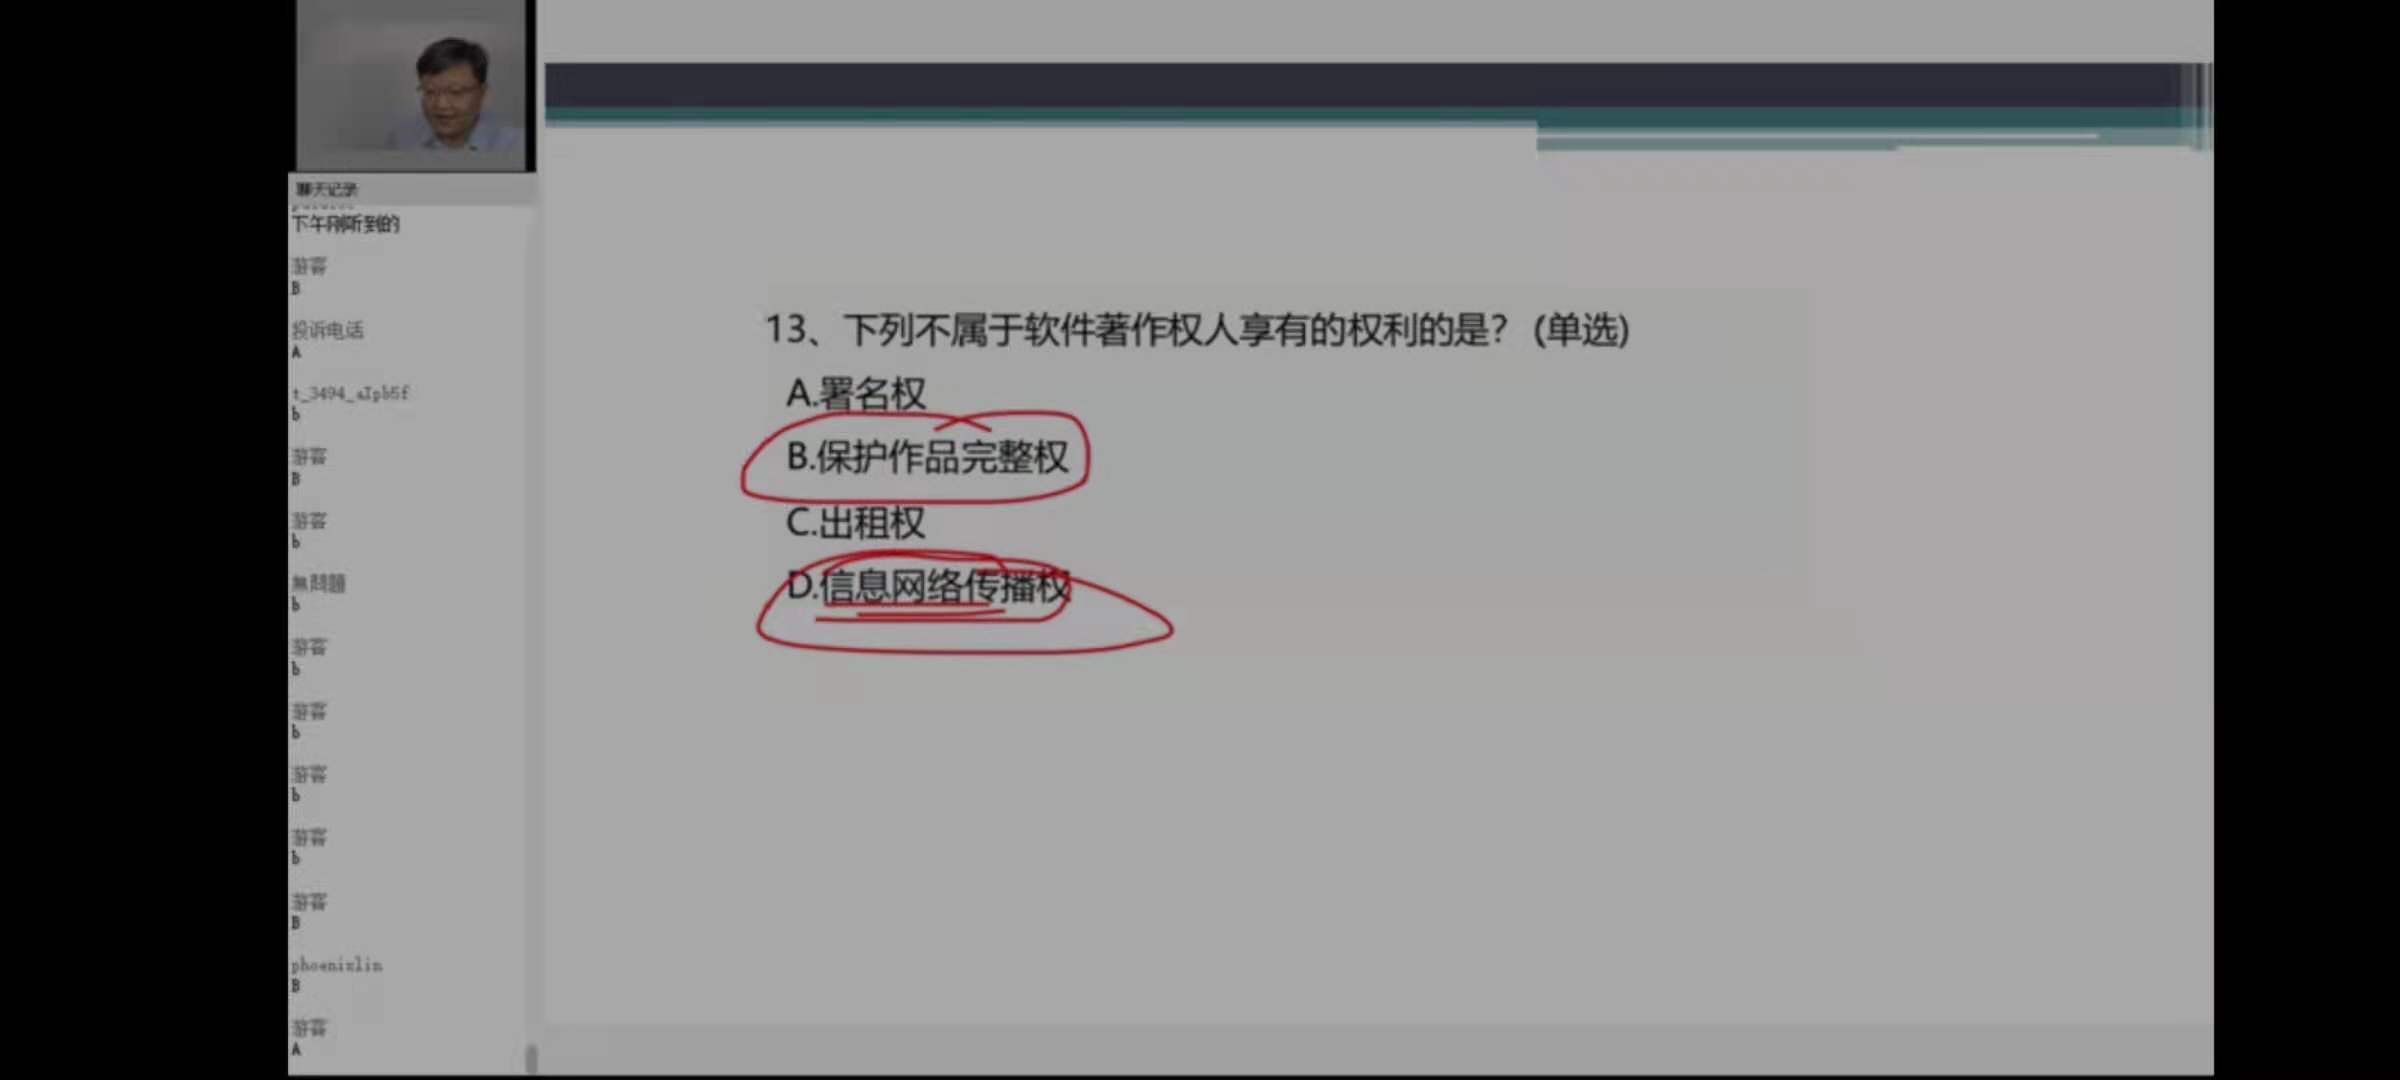 聊天记录
下午刚听到的
游客
B
投诉电话
A
t_3494_aIpb5f
b
游客
B
游客
b
無問題
b
游客
b
游客
b
游客
b
游客
b
游客
B
phoenixlin
B
游客
A
13、下列不属于软件著作权人享有的权利的是？(单选)
A.署名权
B.保护作品完整权
C.出租权
D.信息网络传播权